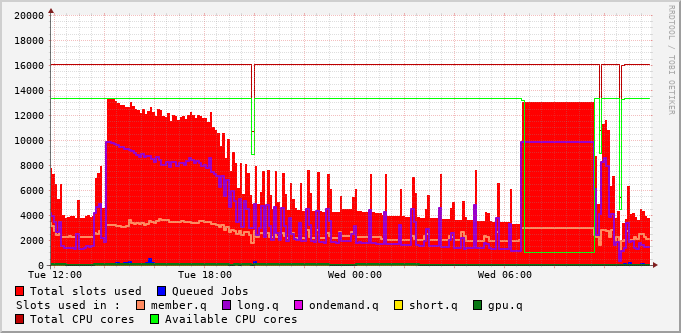 20000
18000
16000
14000
12000
10000
8000
6000
4000
2000
0
Tue 12:00 Tue 18:00 Wed 00:00 Wed 06:00
Total slots used Queued Jobs
Slots used in : member.q long.q ondemand.q short.q gpu.q
Total CPU cores Available CPU cores
RRDTOOL / TOBI OETIKER